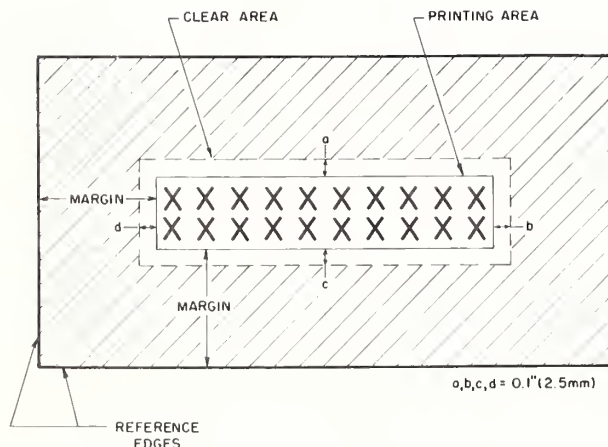 CLEAR AREA
PRINTING AREA
a
MARGIN
X X X X X X X X X X
d
X X X X X X X X X X
b
c
MARGIN
a,b,c,d = 0.1" (2.5mm)
REFERENCE
EDGES